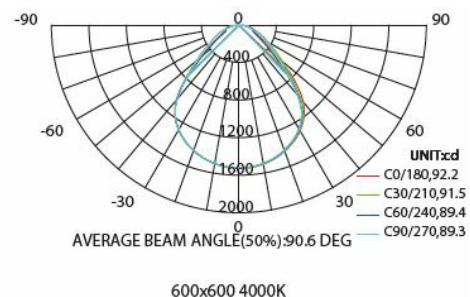 -90 0 90
400
800
-60 1200 60
UNIT:cd
1600 C0/180,92.2
-30 30 C30/210,91.5
2000 C60/240,89.4
0 C90/270,89.3
AVERAGE BEAM ANGLE(50%):90.6 DEG
600x600 4000K